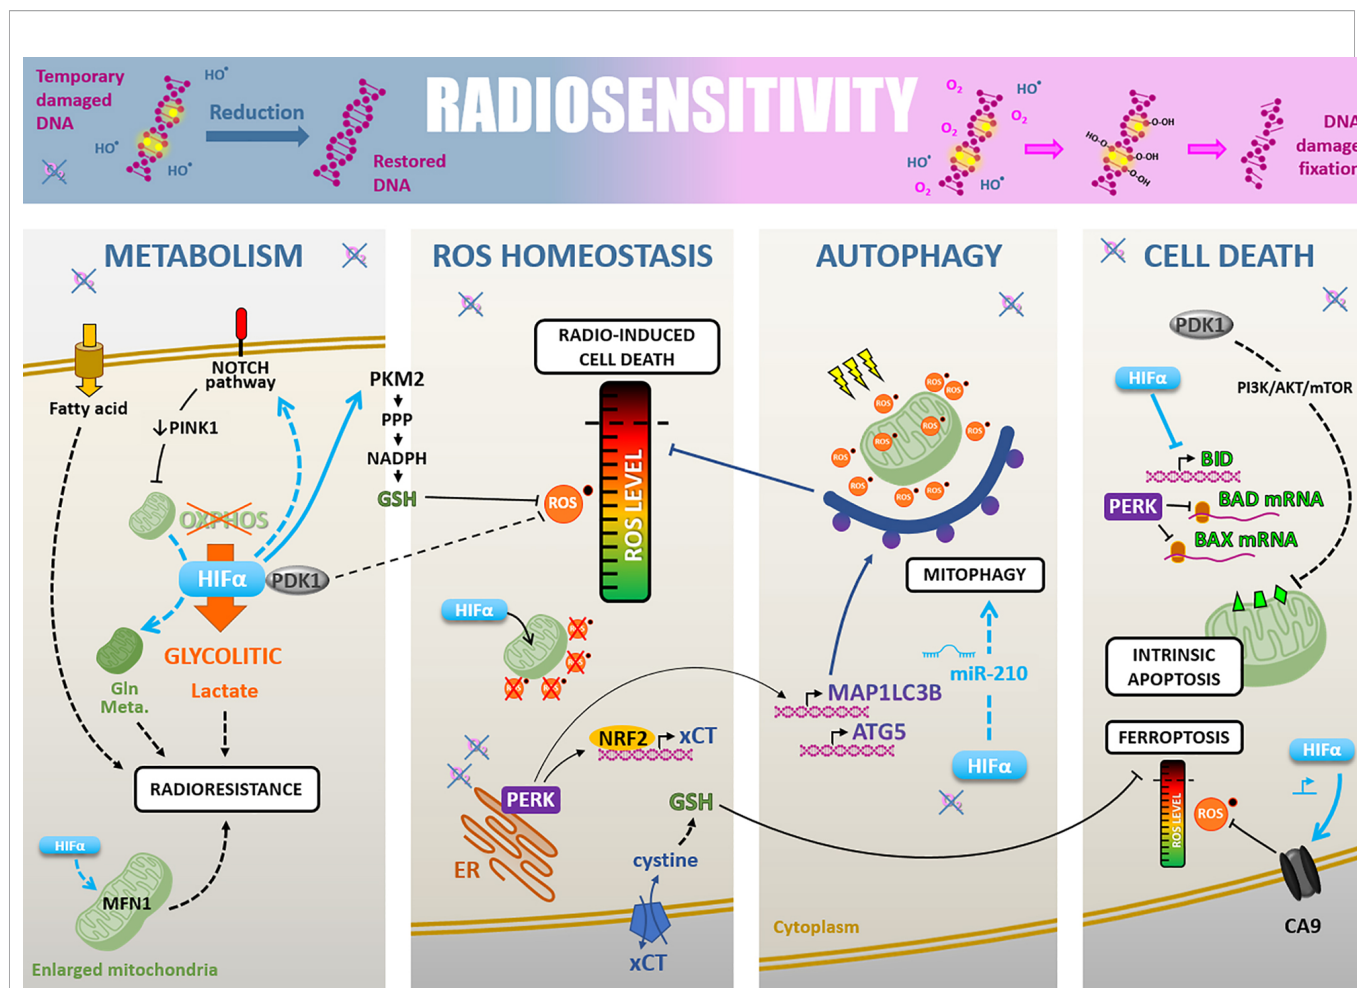 RADIOSENSITIVITY
Temporary
damaged
DNA
HO•
HO•
HO•
Reduction
Restored
DNA
O₂
O₂
O₂
O₂
HO•
HO•
HO•
O-OH
HO-O
O-OH
O-OH
DNA
damage
fixation
METABOLISM
NOTCH
pathway
Fatty acid
↓PINK1
OXPHOS
HIFα
PDK1
GLYCOLITIC
Lactate
Gln
Meta.
RADIORESISTANCE
HIFα
MFN1
Enlarged mitochondria
PKM2
PPP
NADPH
GSH
ROS HOMEOSTASIS
RADIO-INDUCED
CELL DEATH
ROS LEVEL
ROS
HIFα
NRF2
xCT
PERK
ER
GSH
cystine
xCT
AUTOPHAGY
ROS
ROS
ROS
ROS
ROS
ROS
ROS
ROS
ROS
ROS
ROS
MITOPHAGY
miR-210
MAP1LC3B
ATG5
HIFα
Cytoplasm
CELL DEATH
PDK1
HIFα
PI3K/AKT/mTOR
BID
PERK
BAD mRNA
BAX mRNA
INTRINSIC
APOPTOSIS
FERROPTOSIS
HIFα
ROS LEVEL
ROS
CA9